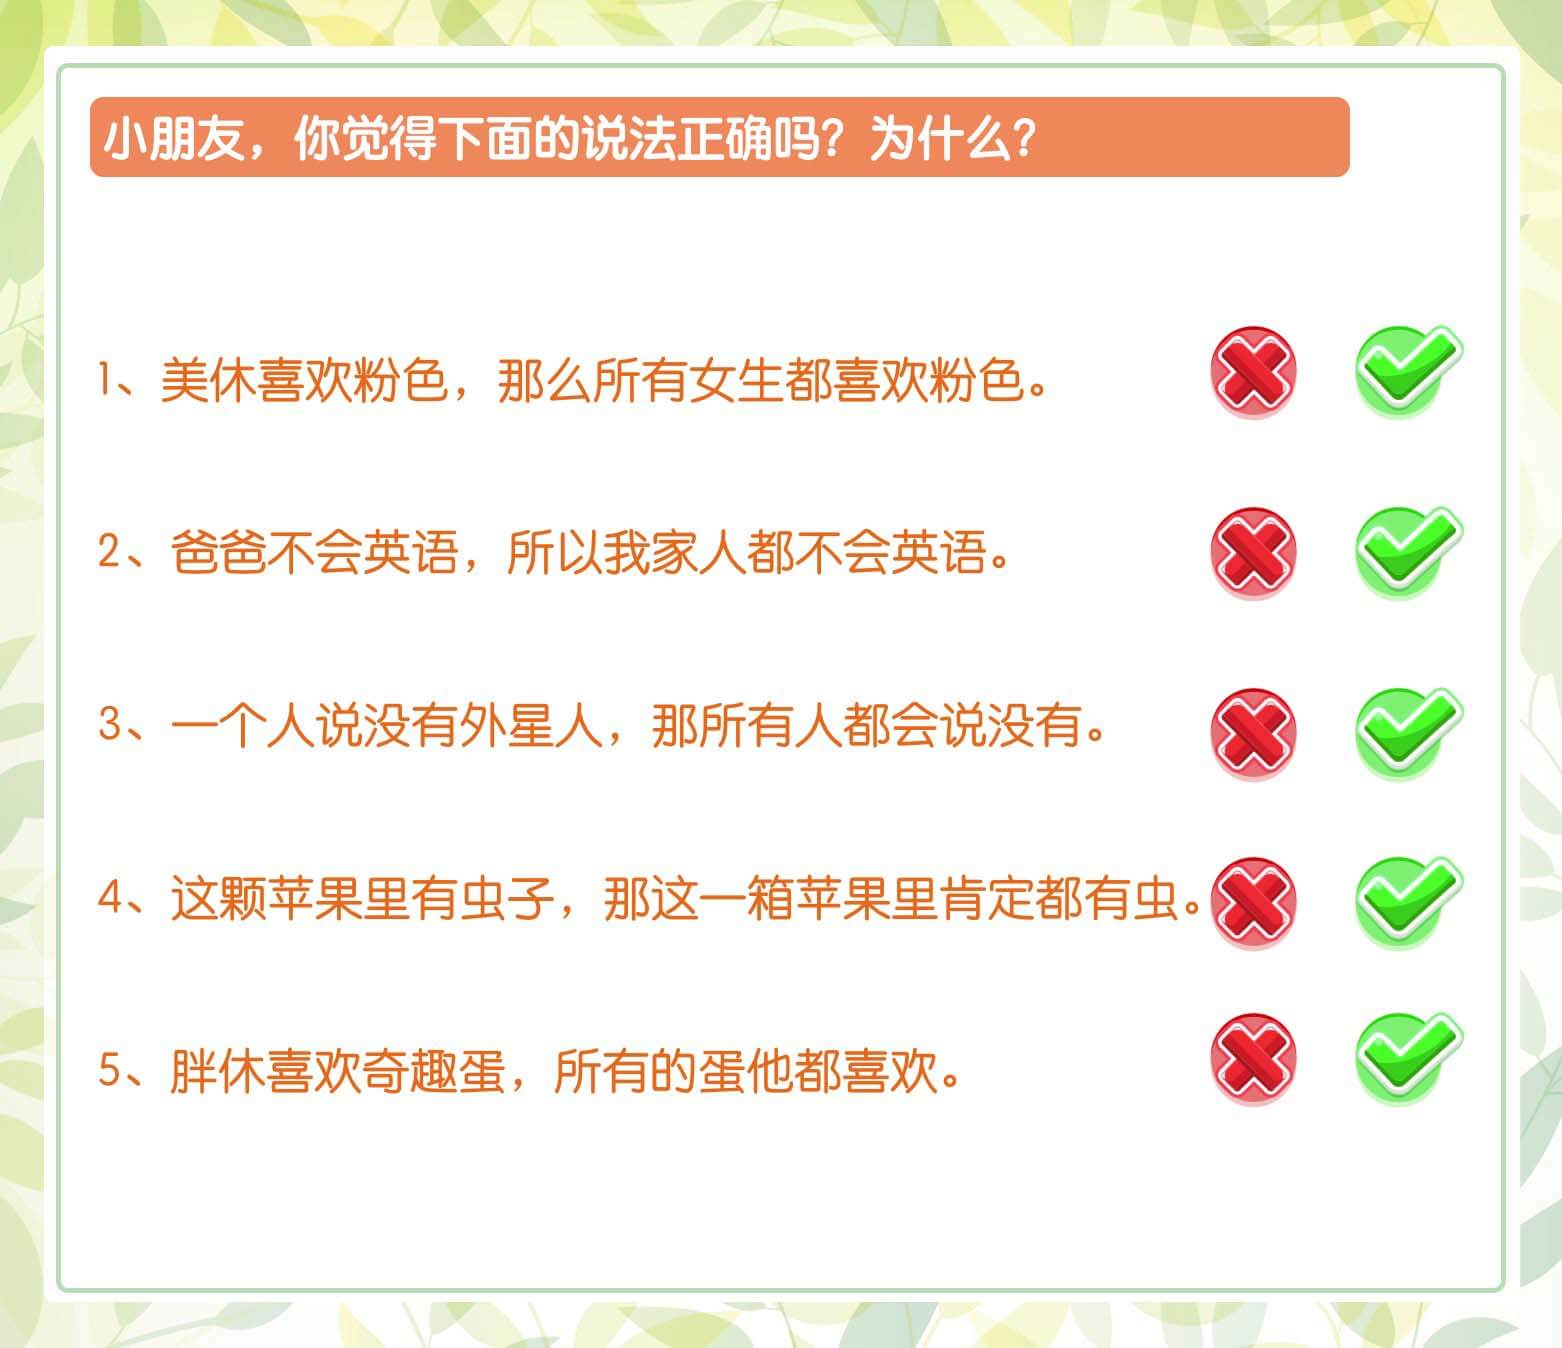 小朋友，你觉得下面的说法正确吗？为什么？
1、美休喜欢粉色，那么所有女生都喜欢粉色。
2、爸爸不会英语，所以我家人都不会英语。
3、一个人说没有外星人，那所有人都会说没有。
4、这颗苹果里有虫子，那这一箱苹果里肯定都有虫。
5、胖休喜欢奇趣蛋，所有的蛋他都喜欢。